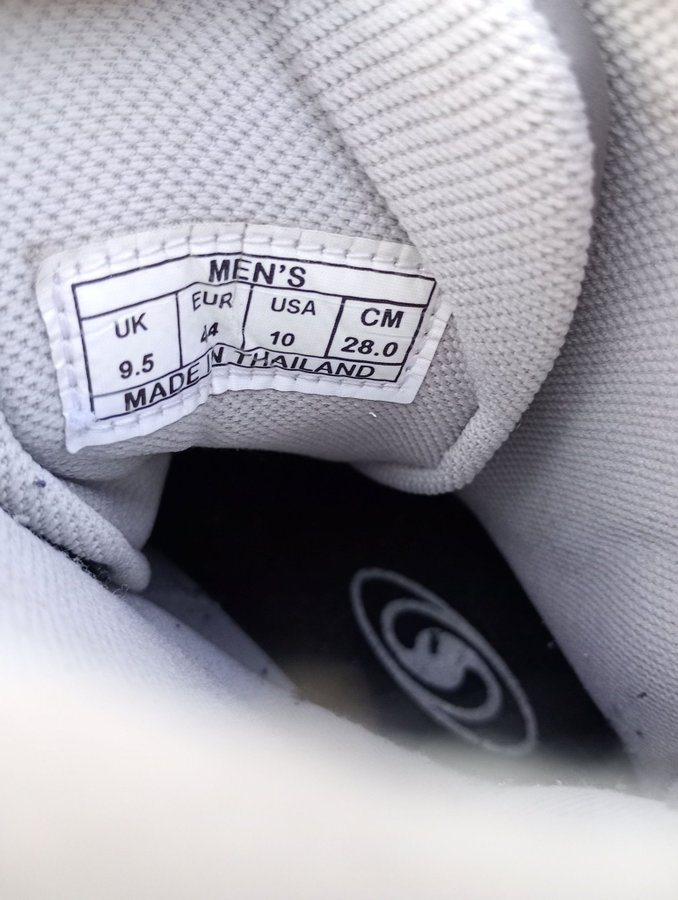 MEN'S
UK EUR USA CM
9.5 44 10 28.0
MADE IN THAILAND
S